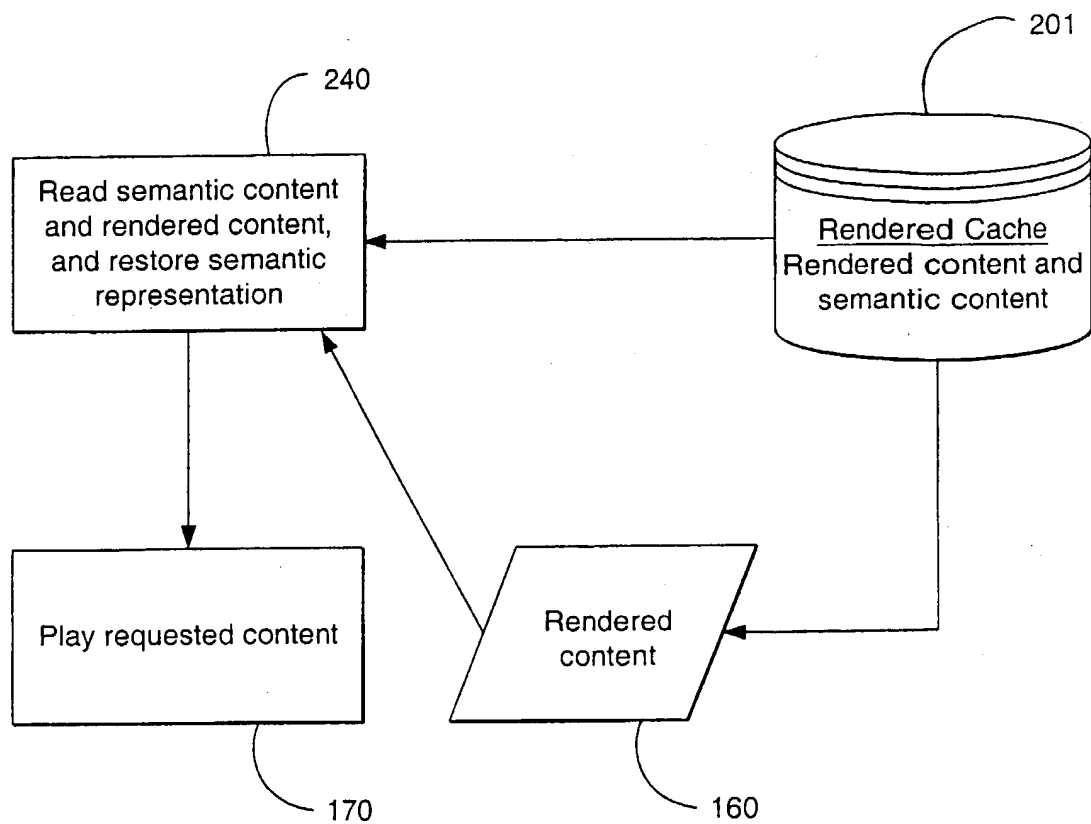 201
240
Read semantic content
and rendered content,
and restore semantic
representation
Rendered Cache
Rendered content and
semantic content
Play requested content
Rendered
content
170
160